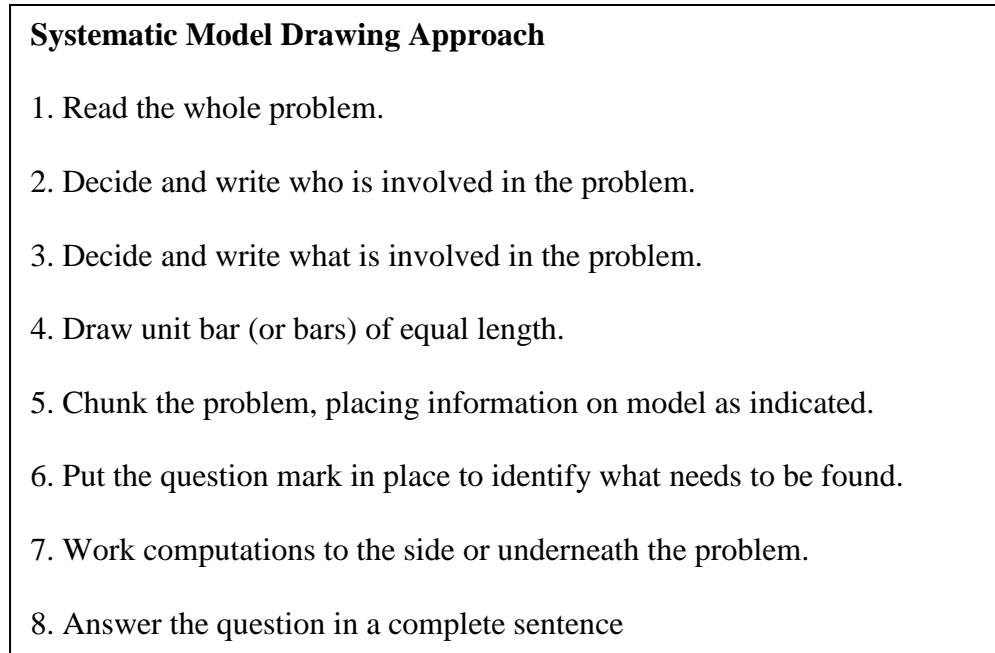 Systematic Model Drawing Approach
1. Read the whole problem.
2. Decide and write who is involved in the problem.
3. Decide and write what is involved in the problem.
4. Draw unit bar (or bars) of equal length.
5. Chunk the problem, placing information on model as indicated.
6. Put the question mark in place to identify what needs to be found.
7. Work computations to the side or underneath the problem.
8. Answer the question in a complete sentence